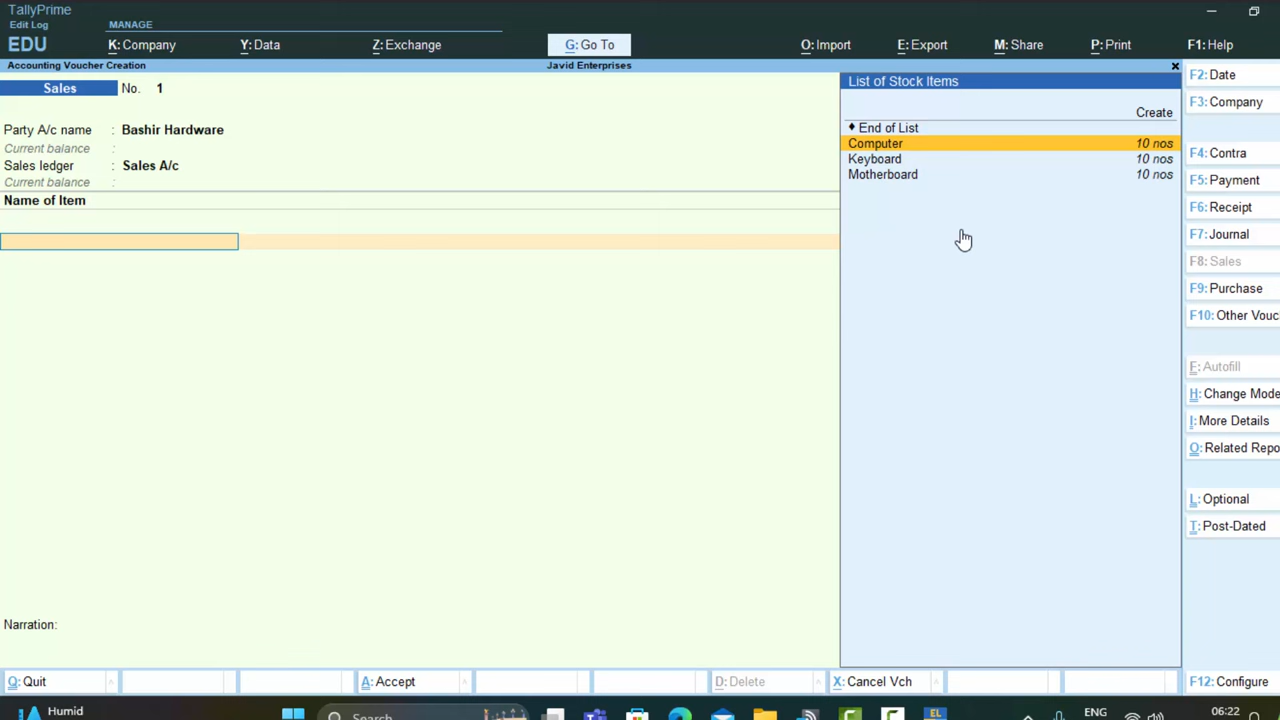 TallyPrime
Edit Log
MANAGE
EDU
K: Company
Y: Data
Z: Exchange
G: Go To
O: Import
E: Export
M: Share
P: Print
F1: Help
Accounting Voucher Creation
Javid Enterprises
×
Sales No. 1
Party A/c name : Bashir Hardware
Current balance :
Sales ledger : Sales A/c
Current balance :
Name of Item
Narration:
List of Stock Items
Create
♦ End of List
Computer 10 nos
Keyboard 10 nos
Motherboard 10 nos
F2: Date
F3: Company
F4: Contra
F5: Payment
F6: Receipt
F7: Journal
F8: Sales
F9: Purchase
F10: Other Vouc
F: Autofill
H: Change Mode
I: More Details
O: Related Repo
L: Optional
T: Post-Dated
Q: Quit
A: Accept
D: Delete
X: Cancel Vch
F12: Configure
Humid
Search
EL
ENG
06:22